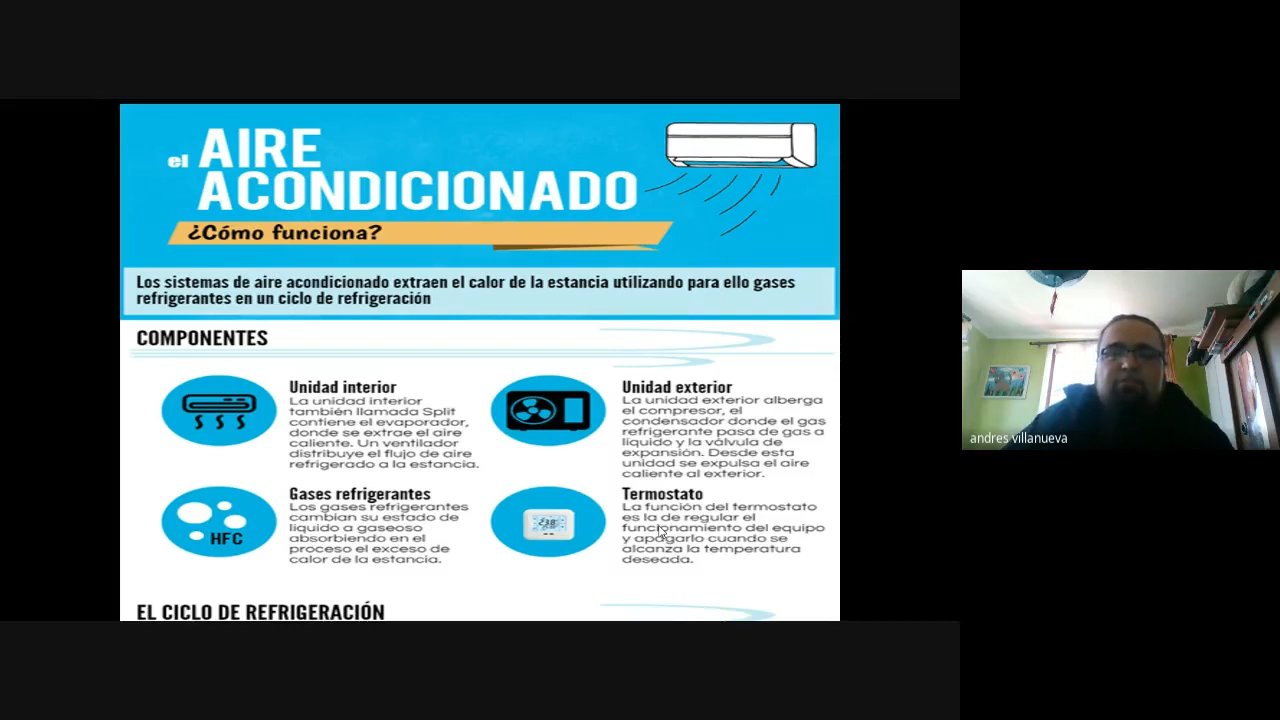 el AIRE
ACONDICIONADO
¿Cómo funciona?
Los sistemas de aire acondicionado extraen el calor de la estancia utilizando para ello gases
refrigerantes en un ciclo de refrigeración
COMPONENTES
Unidad interior
La unidad interior
también llamada Split
contiene el evaporador,
donde se extrae el aire
caliente. Un ventilador
distribuye el flujo de aire
refrigerado a la estancia.
Unidad exterior
La unidad exterior alberga
el compresor, el
condensador donde el gas
refrigerante pasa de gas a
líquido y la válvula de
expansión. Desde esta
unidad se expulsa el aire
caliente al exterior.
HFC
Gases refrigerantes
Los gases refrigerantes
cambian su estado de
líquido a gaseoso
absorbiendo en el
proceso el exceso de
calor de la estancia.
Termostato
La función del termostato
es la de regular el
funcionamiento del equipo
y apagarlo cuando se
alcanza la temperatura
deseada.
EL CICLO DE REFRIGERACIÓN
andres villanueva